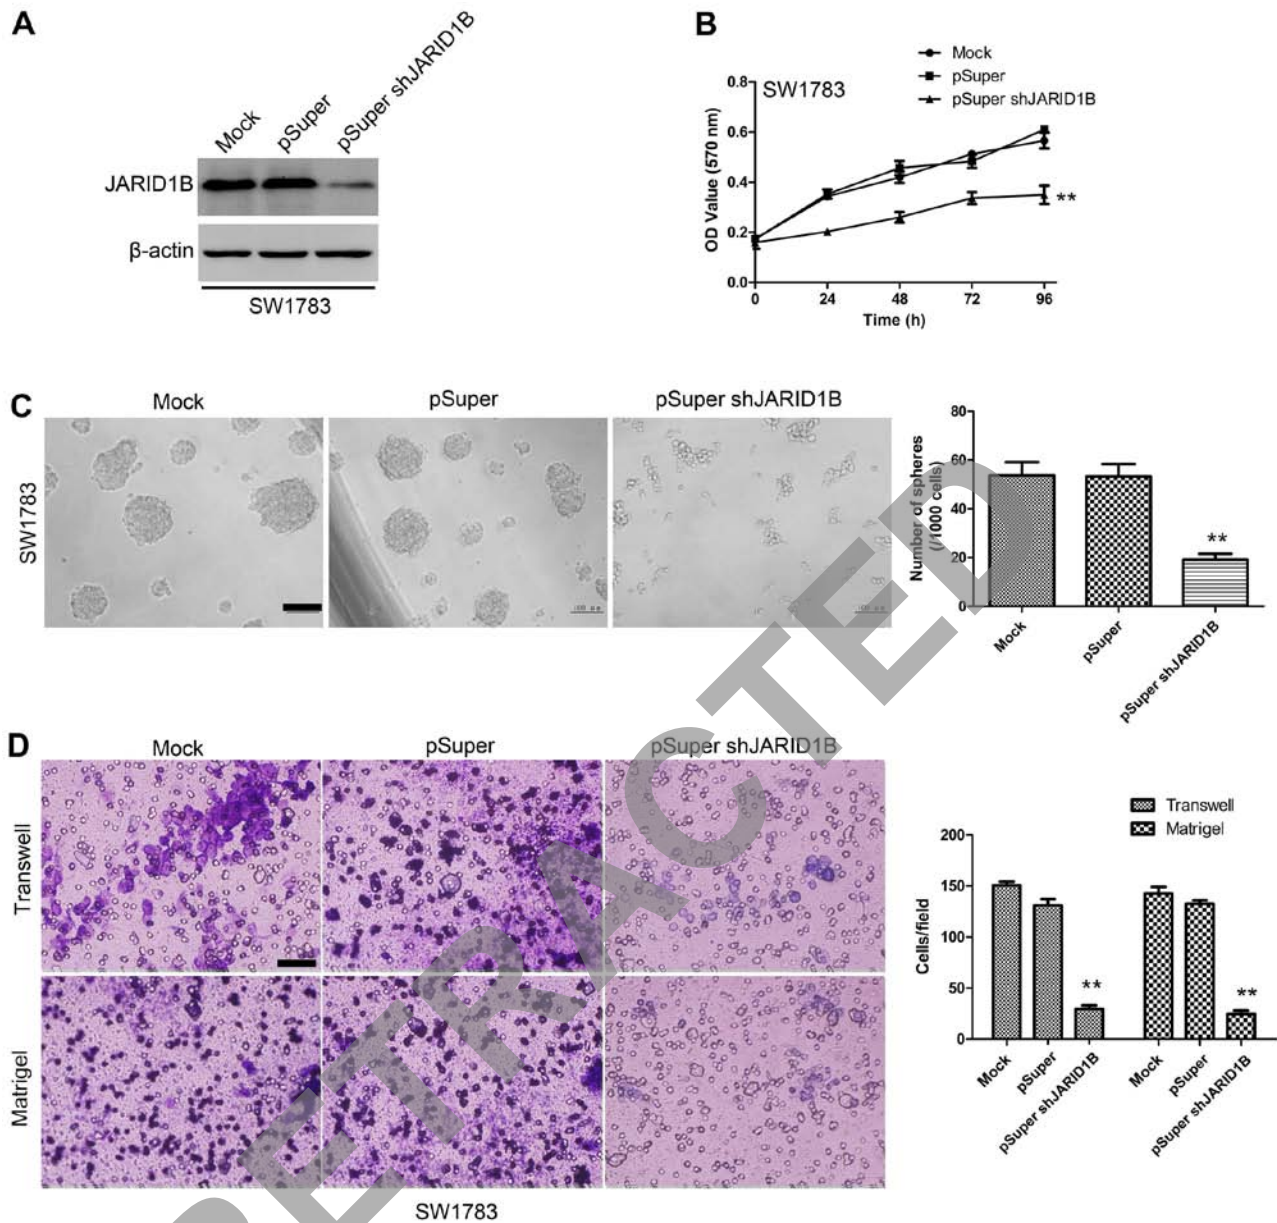 A
Mock
pSuper
pSuper shJARID1B
JARID1B
β-actin
SW1783
B
Mock
pSuper
pSuper shJARID1B
SW1783
0.8
0.6
0.4
0.2
0.0
OD Value (570 nm)
**
0 24 48 72 96
Time (h)
C
Mock pSuper pSuper shJARID1B
SW1783
Number of spheres
(/1000 cells)
80
60
40
20
0
**
Mock
pSuper
pSuper shJARID1B
D
Mock pSuper pSuper shJARID1B
Transwell
Matrigel
SW1783
Transwell
Matrigel
Cells/field
200
150
100
50
0
**
**
Mock
pSuper
pSuper shJARID1B
Mock
pSuper
pSuper shJARID1B
RETRACTED